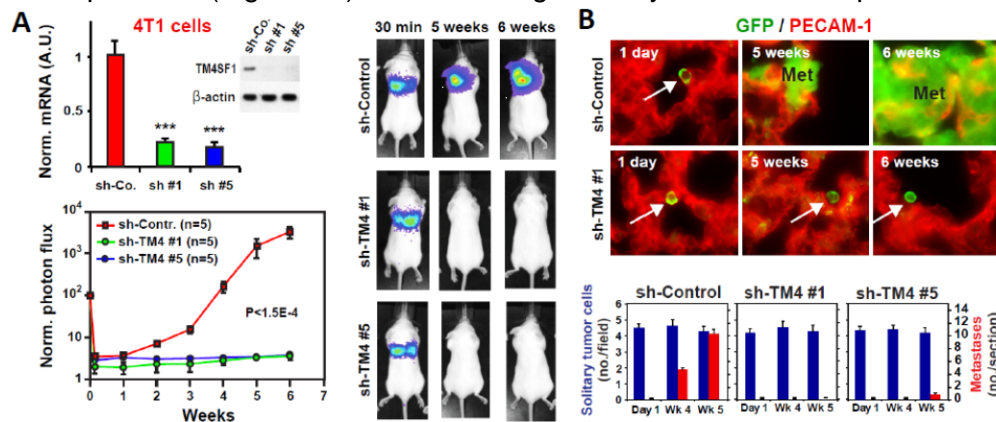 A
4T1 cells
Norm. mRNA (A.U.)
1
0.5
0
***
***
sh-Co.
sh #1
sh #5
sh-Co.
sh #1
sh #5
TM4SF1
β-actin
Norm. photon flux
10^4
10^3
10^2
10
1
sh-Contr. (n=5)
sh-TM4 #1 (n=5)
sh-TM4 #5 (n=5)
P<1.5E-4
0 1 2 3 4 5 6 7
Weeks
30 min
5 weeks
6 weeks
sh-Control
sh-TM4 #1
sh-TM4 #5
B
GFP / PECAM-1
sh-Control
1 day
5 weeks
Met
6 weeks
Met
sh-TM4 #1
1 day
5 weeks
6 weeks
sh-Control
sh-TM4 #1
sh-TM4 #5
Solitary tumor cells
(no./field)
6
5
4
3
2
1
0
Day 1 Wk 4 Wk 5
Day 1 Wk 4 Wk 5
Day 1 Wk 4 Wk 5
10
8
6
4
2
0
Metastases
(no./section)